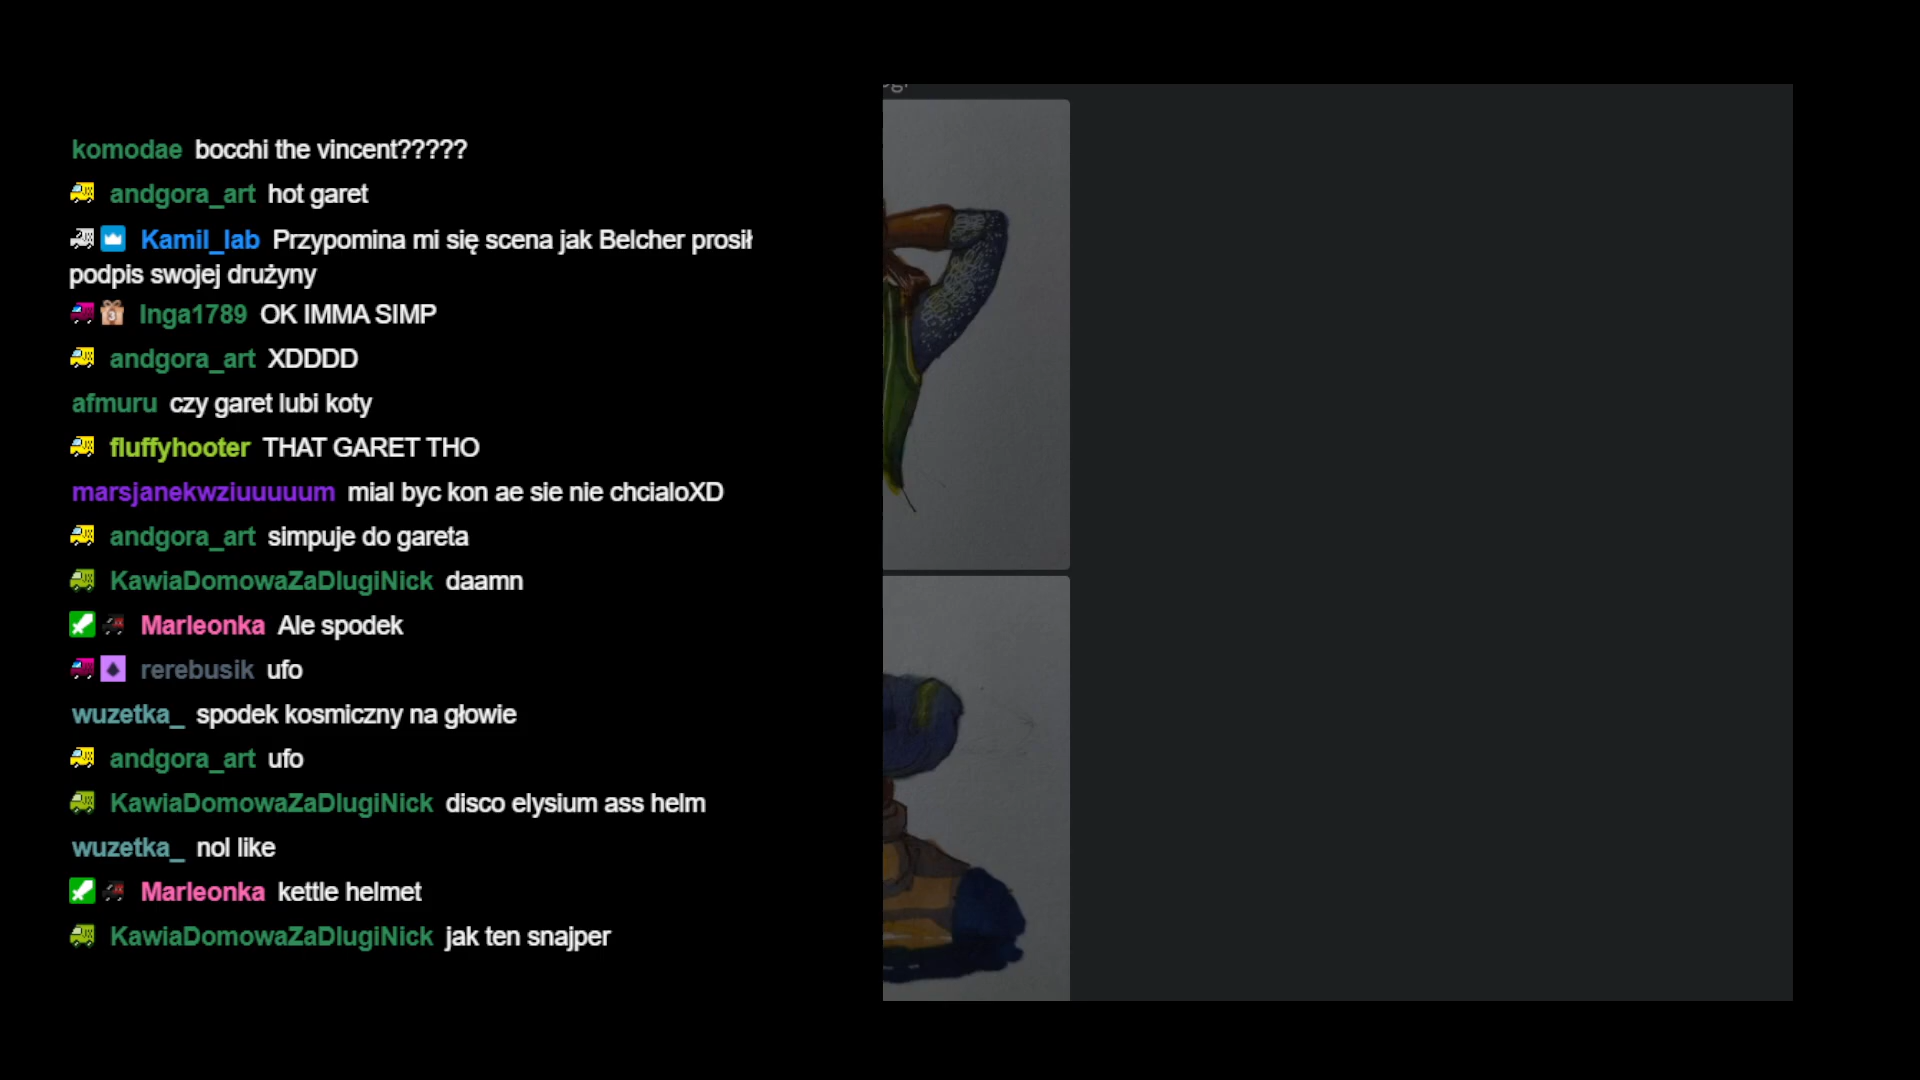 komodae bocchi the vincent?????
andgora_art hot garet
Kamil_lab Przypomina mi się scena jak Belcher prosił
podpis swojej drużyny
Inga1789 OK IMMA SIMP
andgora_art XDDDD
afmuru czy garet lubi koty
fluffyhooter THAT GARET THO
marsjanekwziuuuuum mial byc kon ae sie nie chcialoXD
andgora_art simpuje do gareta
KawiaDomowaZaDlugiNick daamn
Marleonka Ale spodek
rerebusik ufo
wuzetka_ spodek kosmiczny na głowie
andgora_art ufo
KawiaDomowaZaDlugiNick disco elysium ass helm
wuzetka_ nol like
Marleonka kettle helmet
KawiaDomowaZaDlugiNick jak ten snajper